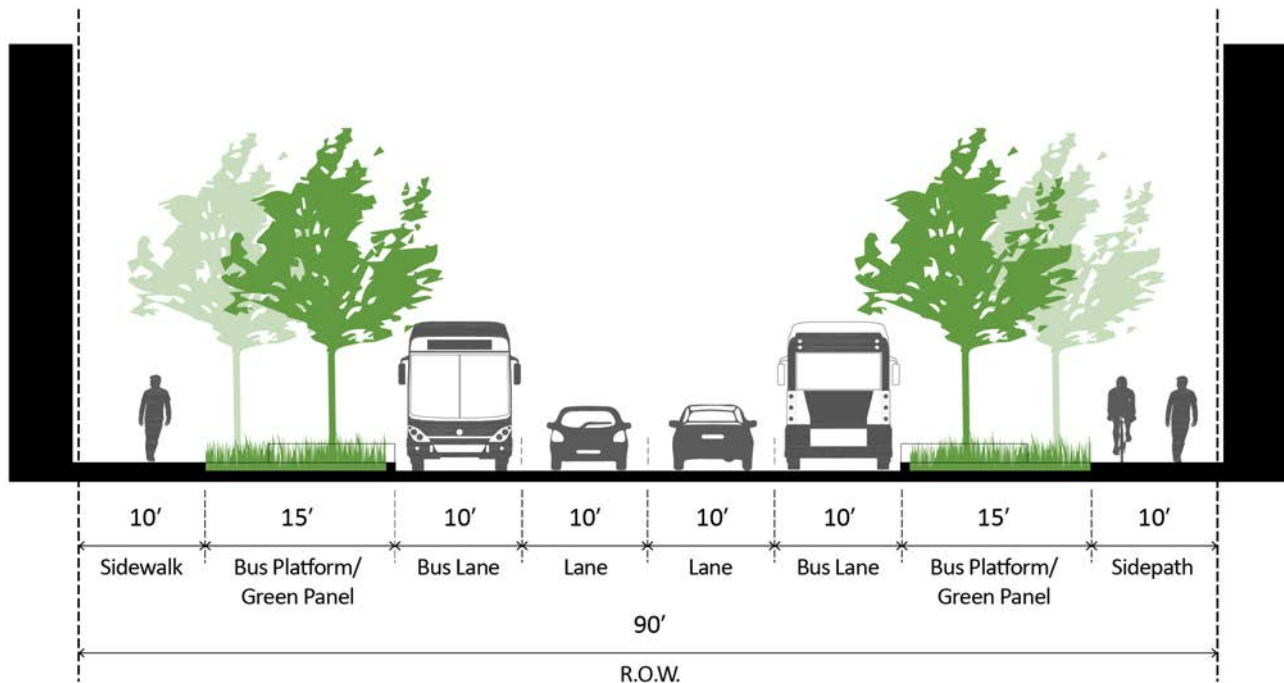 10’ 15’ 10’ 10’ 10’ 10’ 15’ 10’
Sidewalk Bus Platform/ Bus Lane Lane Lane Bus Lane Bus Platform/ Sidepath
Green Panel Green Panel
90’
R.O.W.